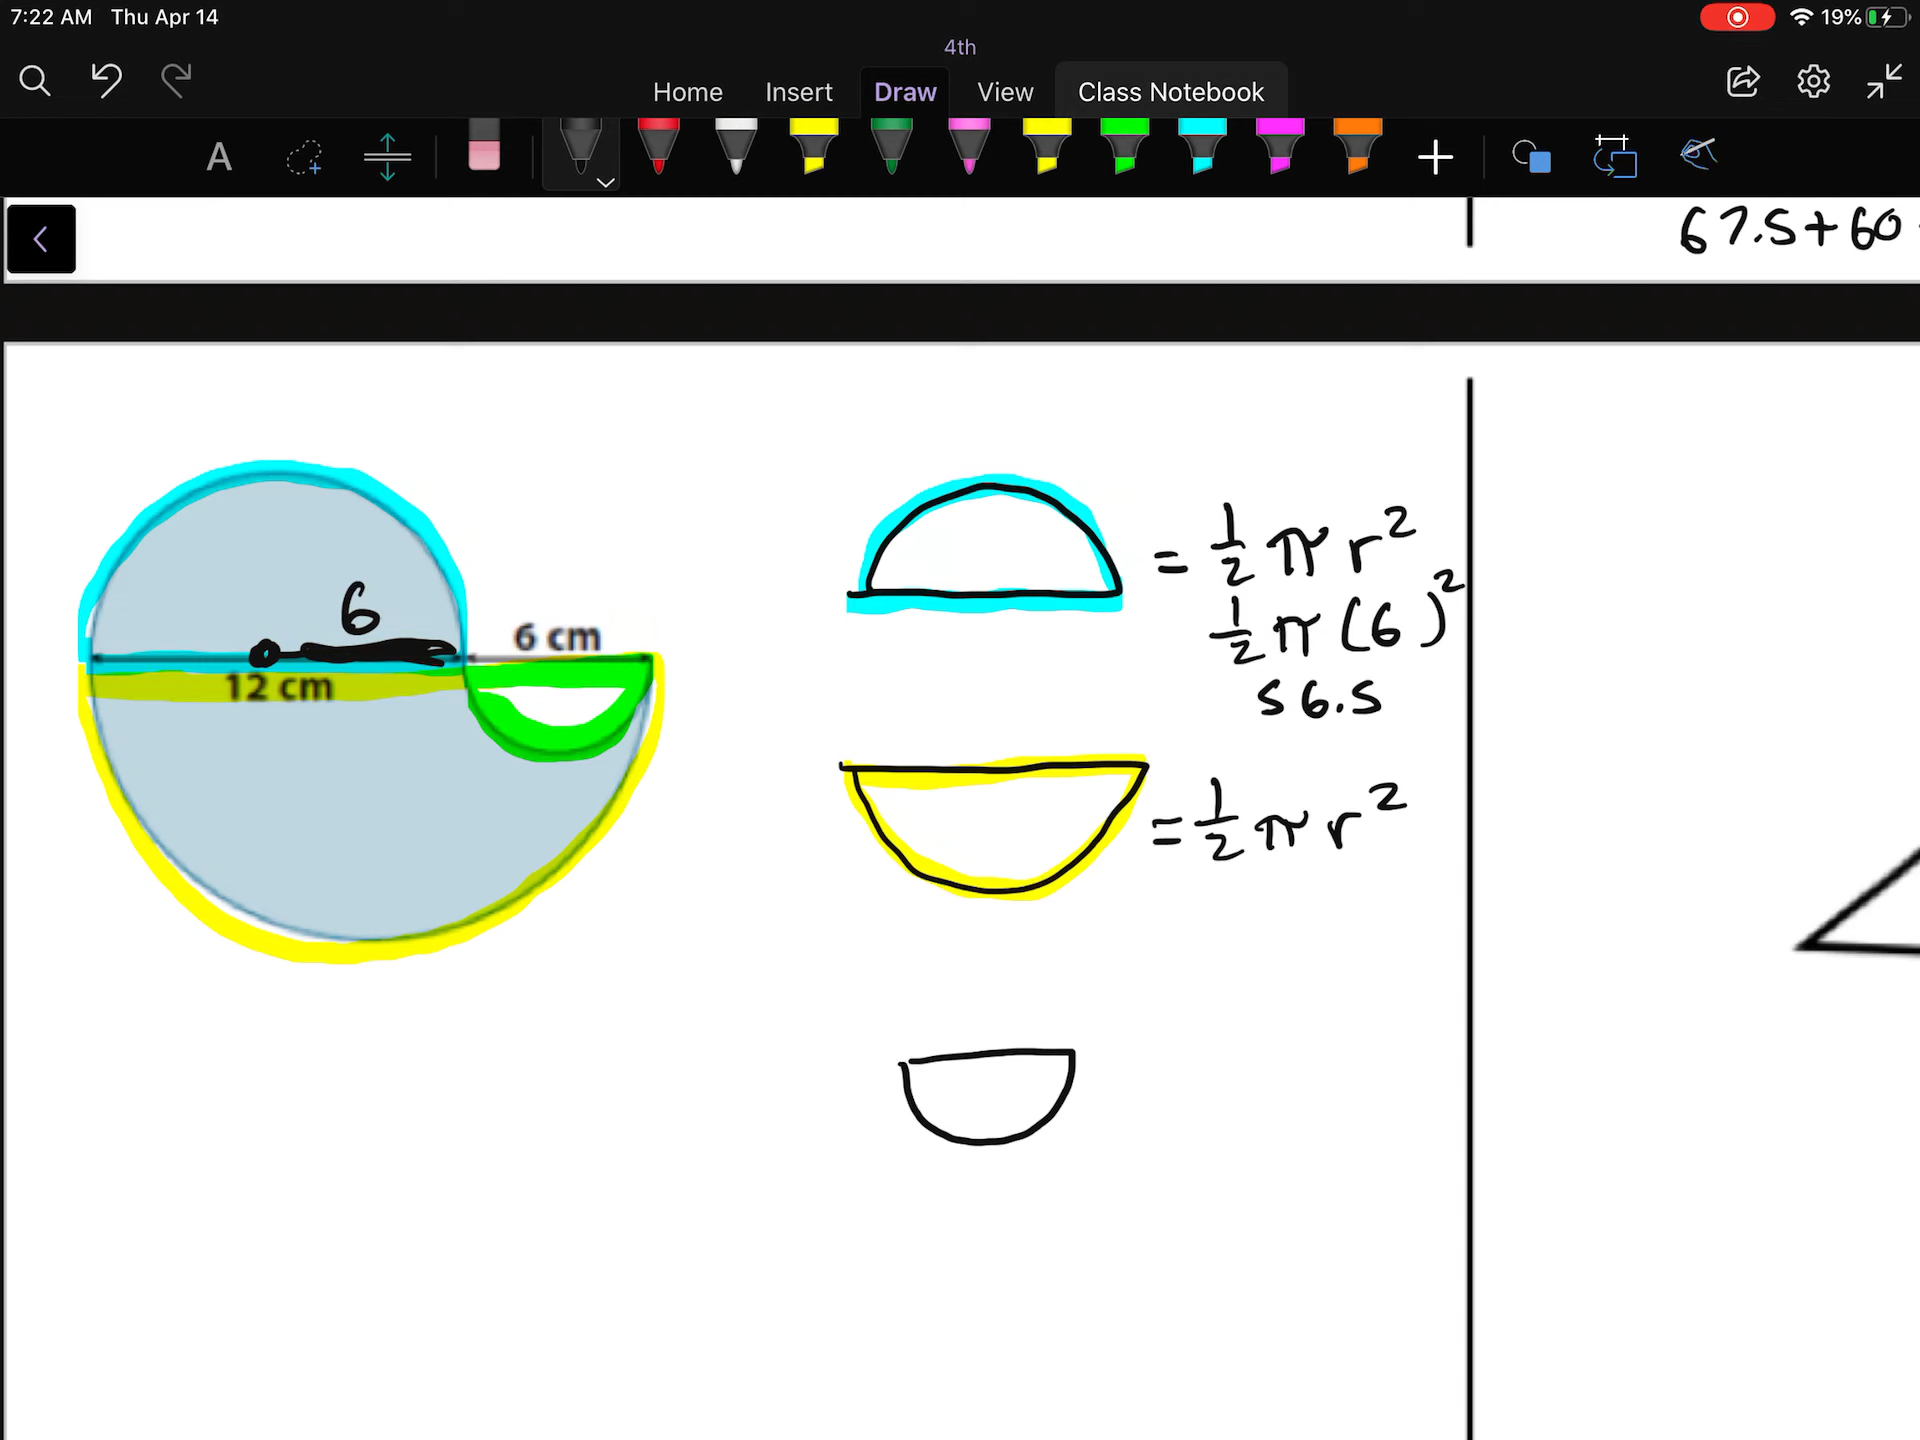 7:22 AM Thu Apr 14
19%
4th
Home Insert Draw View Class Notebook
A
67.5+60
6
6 cm
12 cm
= 1/2 π r²
1/2 π (6)²
56.5
= 1/2 π r²